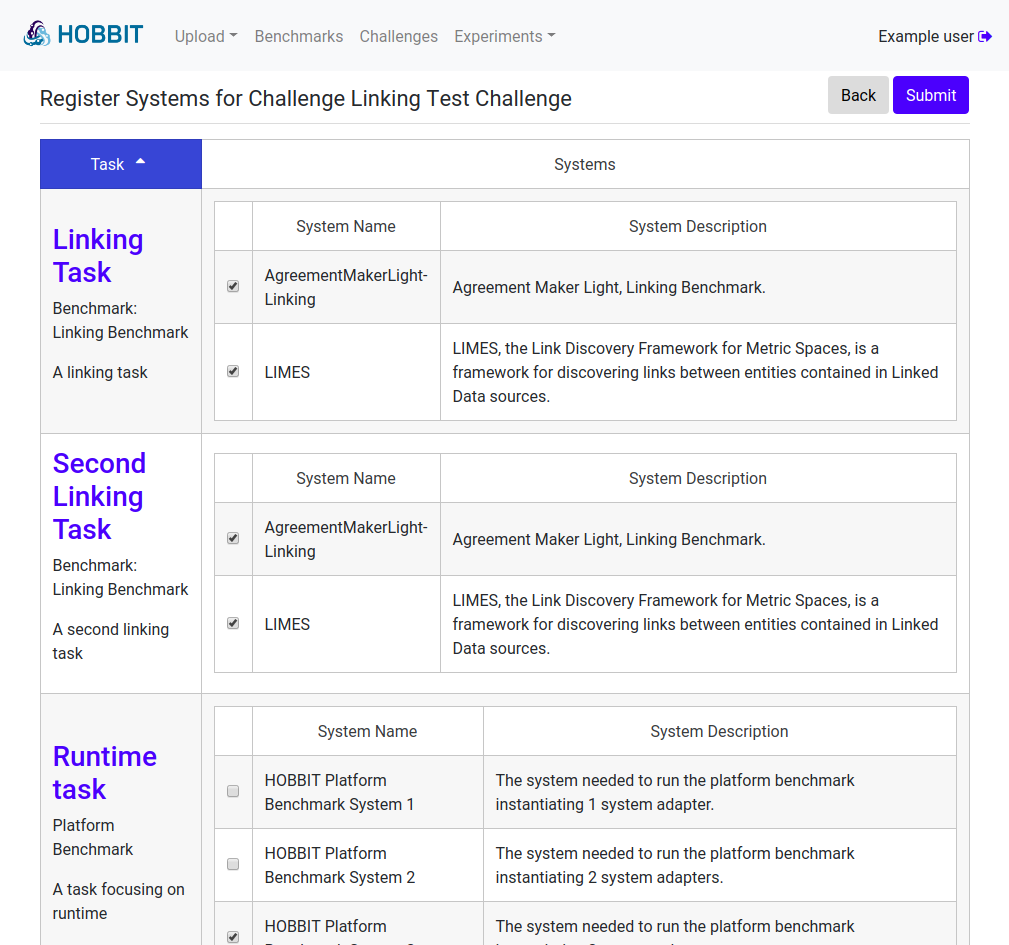 HOBBIT
Upload Benchmarks Challenges Experiments
Example user
Register Systems for Challenge Linking Test Challenge
Back Submit
Task Systems
Linking
Task
Benchmark:
Linking Benchmark
A linking task
System Name System Description
AgreementMakerLight-
Linking
Agreement Maker Light, Linking Benchmark.
LIMES
LIMES, the Link Discovery Framework for Metric Spaces, is a
framework for discovering links between entities contained in Linked
Data sources.
Second
Linking
Task
Benchmark:
Linking Benchmark
A second linking
task
System Name System Description
AgreementMakerLight-
Linking
Agreement Maker Light, Linking Benchmark.
LIMES
LIMES, the Link Discovery Framework for Metric Spaces, is a
framework for discovering links between entities contained in Linked
Data sources.
Runtime
task
Platform
Benchmark
A task focusing on
runtime
System Name System Description
HOBBIT Platform
Benchmark System 1
The system needed to run the platform benchmark
instantiating 1 system adapter.
HOBBIT Platform
Benchmark System 2
The system needed to run the platform benchmark
instantiating 2 system adapters.
HOBBIT Platform
The system needed to run the platform benchmark